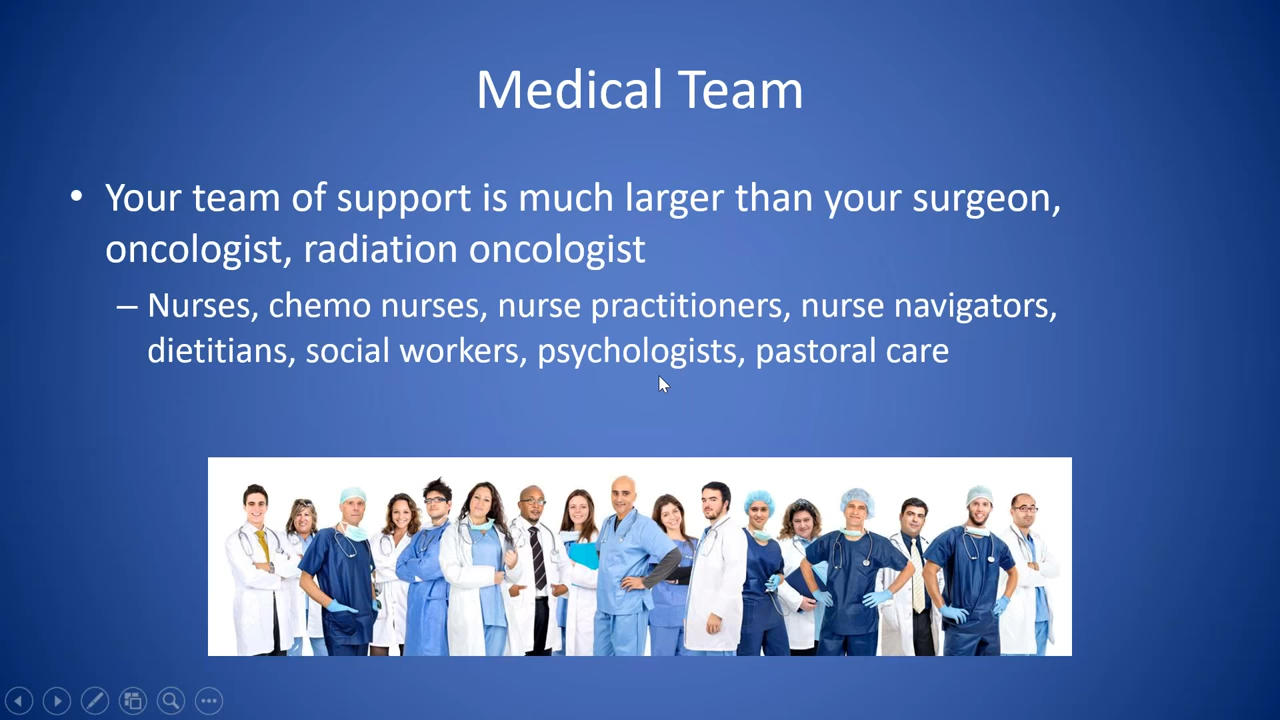 Medical Team
• Your team of support is much larger than your surgeon,
oncologist, radiation oncologist
– Nurses, chemo nurses, nurse practitioners, nurse navigators,
dietitians, social workers, psychologists, pastoral care